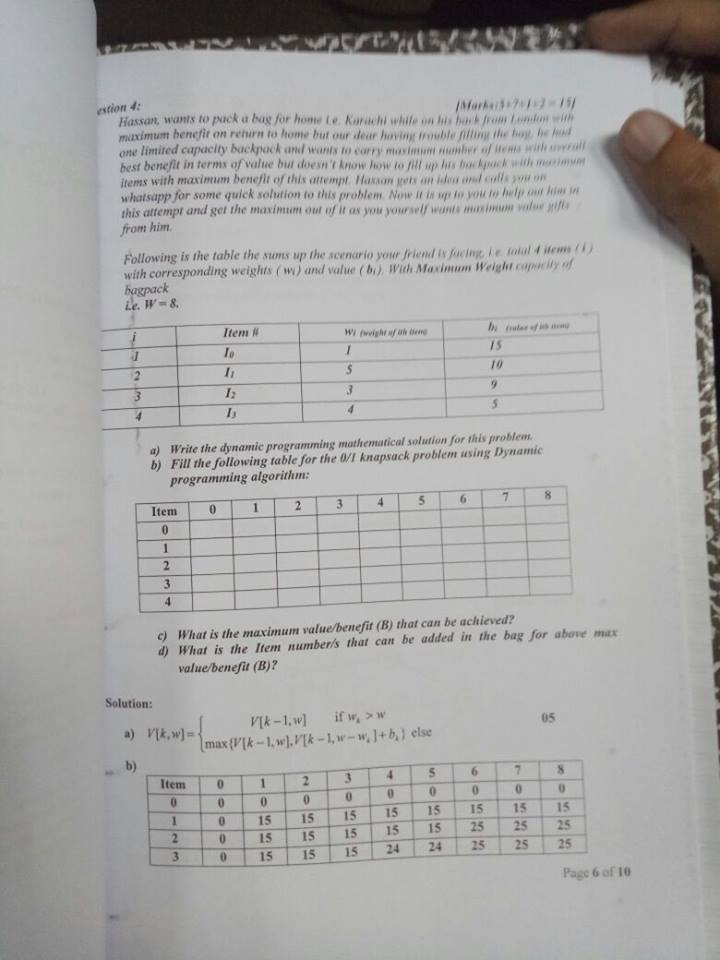 estion 4: [Marks:5+7+1+2 = 15]
Hassan, wants to pack a bag for home i.e. Karachi while on his back from London with
maximum benefit on return to home but our dear having trouble filling the bag, he had
one limited capacity backpack and wants to carry maximum number of items with overall
best benefit in terms of value but doesn't know how to fill up his backpack with maximum
items with maximum benefit of this attempt. Hassan gets an idea and calls you on
whatsapp for some quick solution to this problem. Now it is up to you to help out him in
this attempt and get the maximum out of it as you yourself wants maximum value gifts
from him.
Following is the table the sums up the scenario your friend is facing, i.e. total 4 items ( i )
with corresponding weights ( wi) and value ( bi). With Maximum Weight capacity of
bagpack
i.e. W = 8.
i Item # Wi (weight of ith item) bi (value of ith item)
1 I0 1 15
2 I1 5 10
3 I2 3 9
4 I3 4 5
a) Write the dynamic programming mathematical solution for this problem.
b) Fill the following table for the 0/1 knapsack problem using Dynamic
programming algorithm:
Item 0 1 2 3 4 5 6 7 8
0
1
2
3
4
c) What is the maximum value/benefit (B) that can be achieved?
d) What is the Item number/s that can be added in the bag for above max
value/benefit (B)?
Solution:
a) V[k,w] = { V[k−1,w] if wk > w 05
max{V[k−1,w],V[k−1,w−wk]+bk} else
b)
Item 0 1 2 3 4 5 6 7 8
0 0 0 0 0 0 0 0 0 0
1 0 15 15 15 15 15 15 15 15
2 0 15 15 15 15 15 25 25 25
3 0 15 15 15 24 24 25 25 25
Page 6 of 10